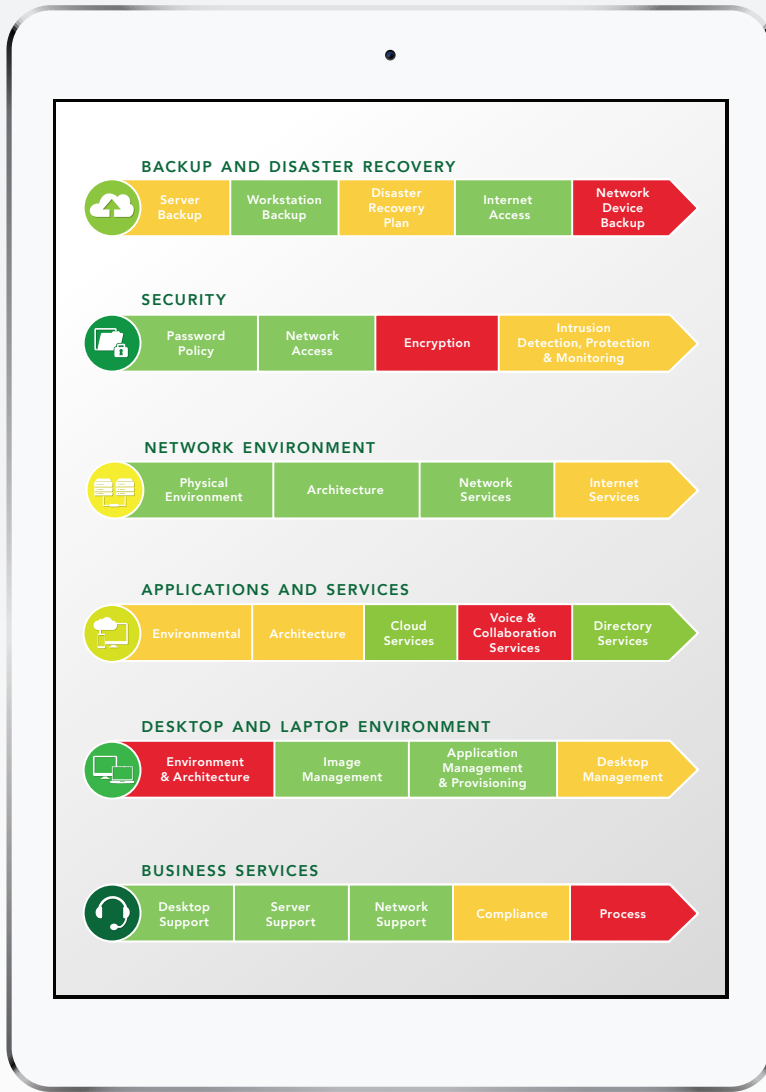 BACKUP AND DISASTER RECOVERY
Server
Backup
Workstation
Backup
Disaster
Recovery
Plan
Internet
Access
Network
Device
Backup
SECURITY
Password
Policy
Network
Access
Encryption
Intrusion
Detection, Protection
& Monitoring
NETWORK ENVIRONMENT
Physical
Environment
Architecture
Network
Services
Internet
Services
APPLICATIONS AND SERVICES
Environmental
Architecture
Cloud
Services
Voice &
Collaboration
Services
Directory
Services
DESKTOP AND LAPTOP ENVIRONMENT
Environment
& Architecture
Image
Management
Application
Management
& Provisioning
Desktop
Management
BUSINESS SERVICES
Desktop
Support
Server
Support
Network
Support
Compliance
Process